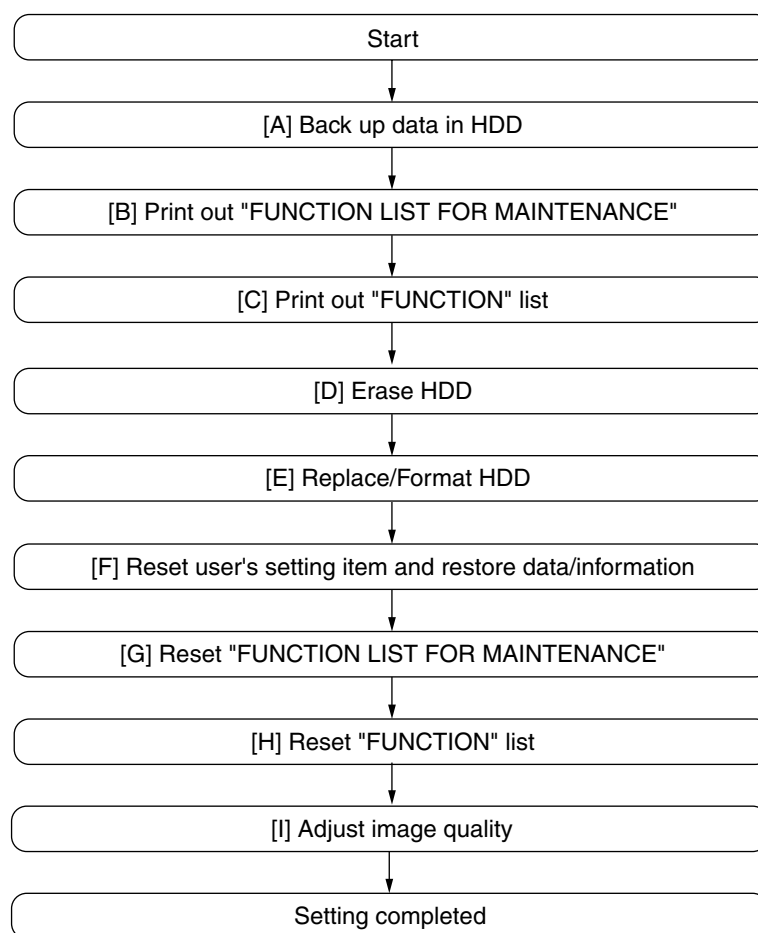 Start
[A] Back up data in HDD
[B] Print out "FUNCTION LIST FOR MAINTENANCE"
[C] Print out "FUNCTION" list
[D] Erase HDD
[E] Replace/Format HDD
[F] Reset user's setting item and restore data/information
[G] Reset "FUNCTION LIST FOR MAINTENANCE"
[H] Reset "FUNCTION" list
[I] Adjust image quality
Setting completed